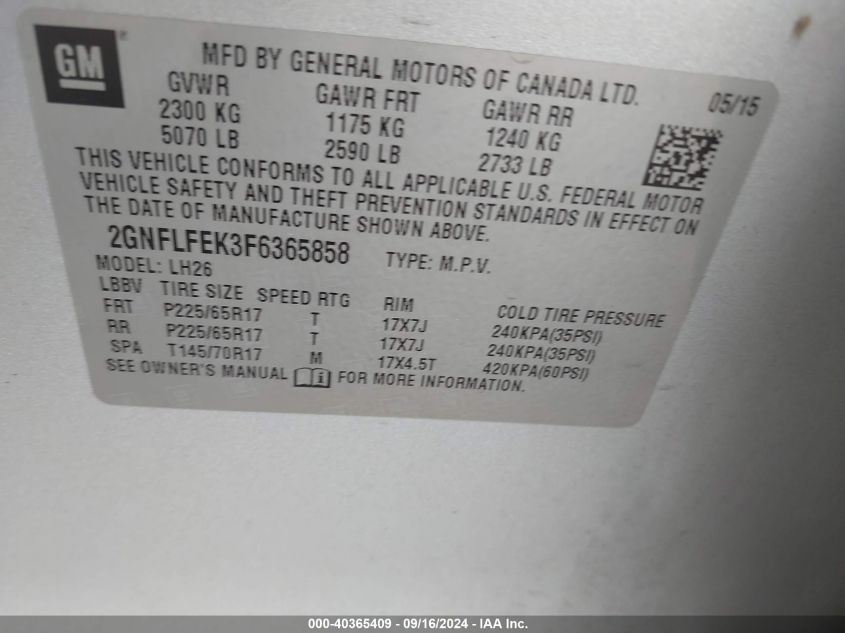 GM
MFD BY GENERAL MOTORS OF CANADA LTD.
05/15
GVWR GAWR FRT GAWR RR
2300 KG 1175 KG 1240 KG
5070 LB 2590 LB 2733 LB
THIS VEHICLE CONFORMS TO ALL APPLICABLE U.S. FEDERAL MOTOR
VEHICLE SAFETY AND THEFT PREVENTION STANDARDS IN EFFECT ON
THE DATE OF MANUFACTURE SHOWN ABOVE.
2GNFLFEK3F6365858 TYPE: M.P.V.
MODEL: LH26
LBBV TIRE SIZE SPEED RTG RIM COLD TIRE PRESSURE
FRT P225/65R17 T 17X7J 240KPA(35PSI)
RR P225/65R17 T 17X7J 240KPA(35PSI)
SPA T145/70R17 M 17X4.5T 420KPA(60PSI)
SEE OWNER'S MANUAL i FOR MORE INFORMATION.
000-40365409 - 09/16/2024 - IAA Inc.